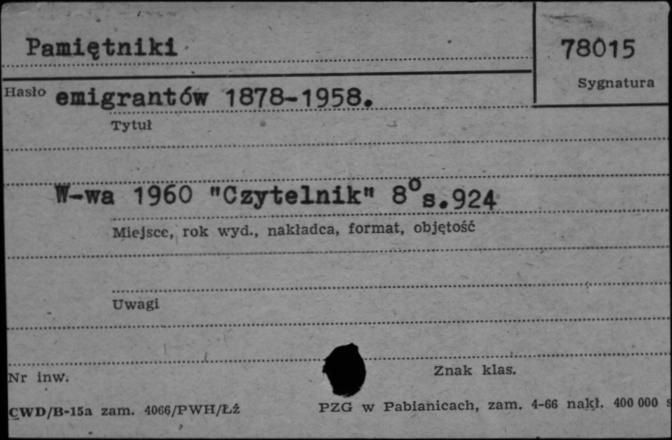 Pamiętniki
78015
Sygnatura
Hasło
emigrantów 1878-1958.
Tytuł
W-wa 1960 "Czytelnik" 8° s.924
Miejsce, rok wyd., nakładca, format, objętość
Uwagi
Nr inw.
Znak klas.
CWD/B-15a zam. 4066/PWH/Łź
PZG w Pabianicach, zam. 4-66 nakł. 400 000 s